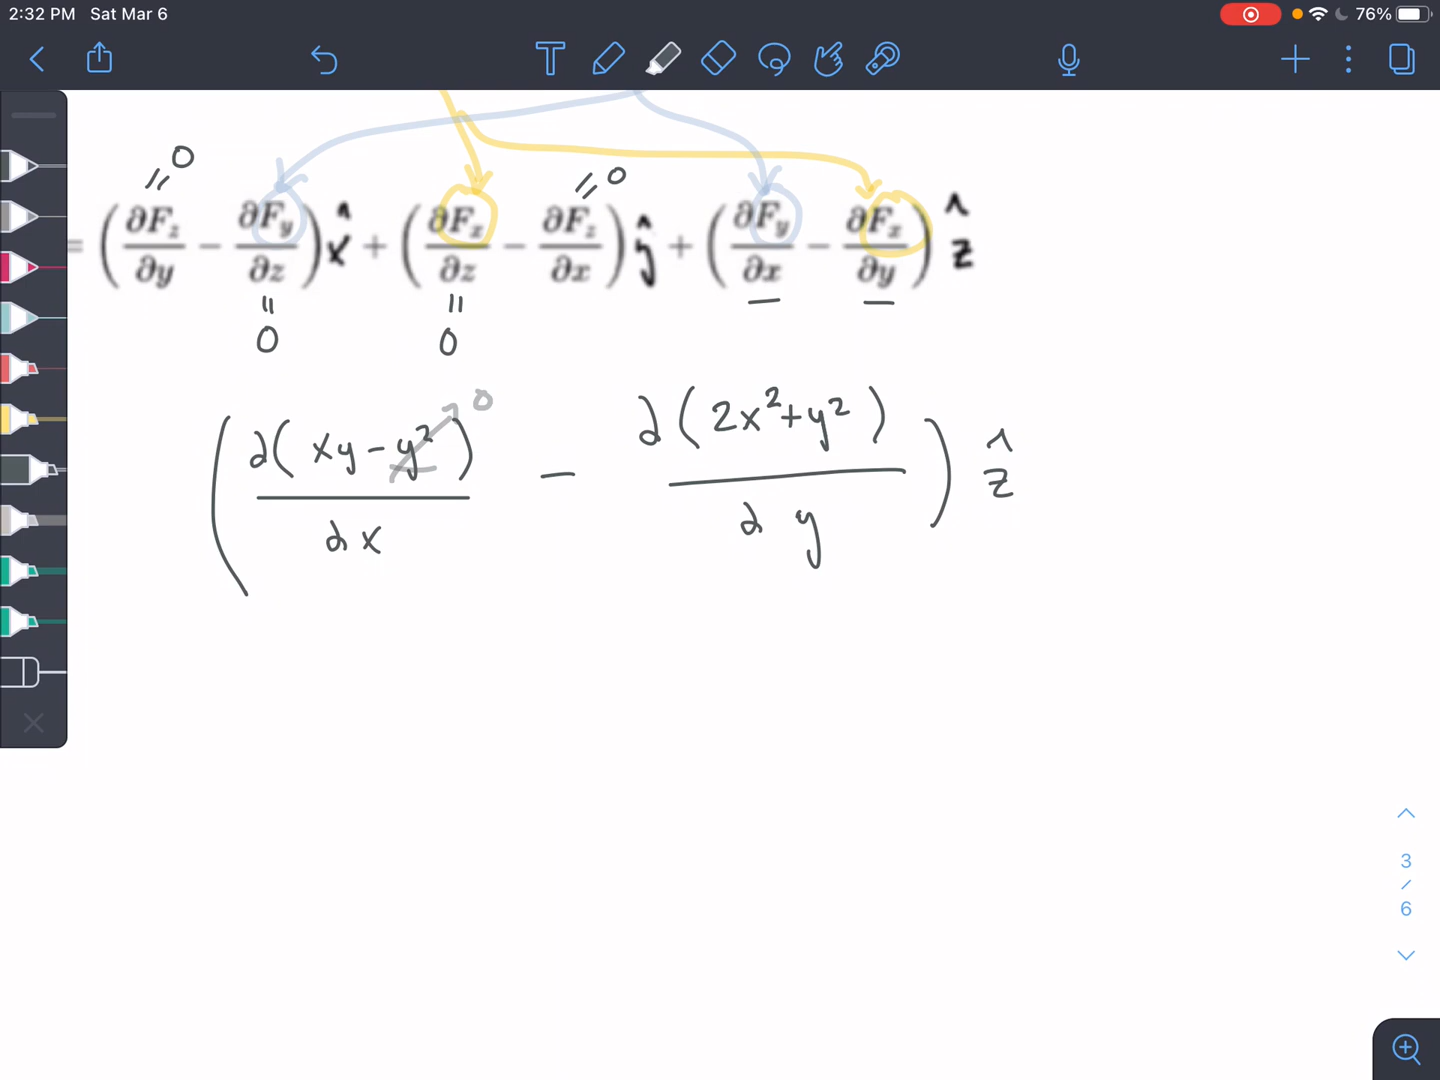 2:32 PM Sat Mar 6 76%
T
= 0 = 0
= (∂F_z/∂y − ∂F_y/∂z) x̂ + (∂F_x/∂z − ∂F_z/∂x) ŷ + (∂F_y/∂x − ∂F_x/∂y) ẑ
= =
0 0
(∂(xy − y²)/∂x − ∂(2x² + y²)/∂y) ẑ
0
3
/
6